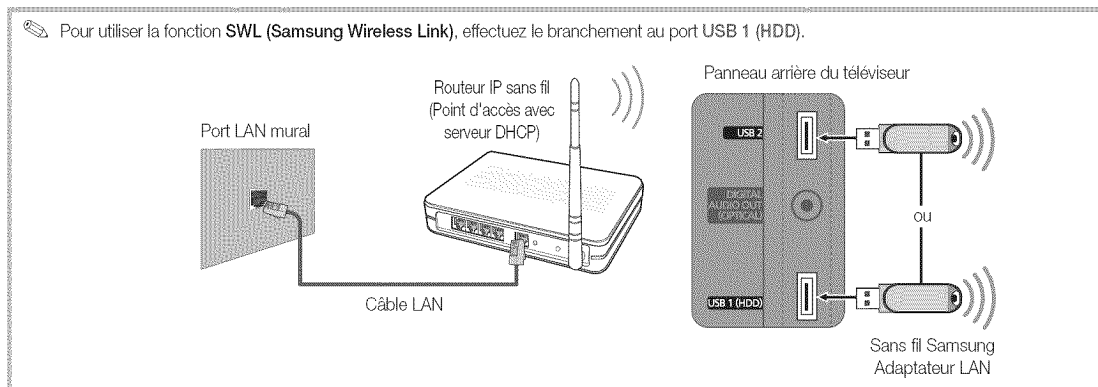 Pour utiliser la fonction SWL (Samsung Wireless Link), effectuez le branchement au port USB 1 (HDD).
Routeur IP sans fil
(Point d'accès avec
serveur DHCP)
Port LAN mural
Câble LAN
Panneau arrière du téléviseur
USB 2
DIGITAL
AUDIO OUT
(OPTICAL)
ou
USB 1 (HDD)
Sans fil Samsung
Adaptateur LAN